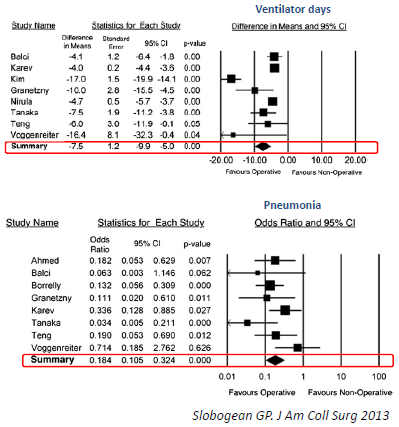 Ventilator days
Study Name Statistics for Each Study Difference in Means and 95% CI
Difference in Means Standard Error 95% CI p-value
Balci -4.1 1.2 -6.4 -1.8 0.00
Karev -4.0 0.2 -4.4 -3.6 0.00
Kim -17.0 1.5 -19.9 -14.1 0.00
Granetzny -10.0 2.8 -15.5 -4.5 0.00
Nirula -4.7 0.5 -5.7 -3.7 0.00
Tanaka -7.5 1.9 -11.2 -3.8 0.00
Teng -6.0 3.0 -11.9 -0.1 0.05
Voggenreiter -16.4 8.1 -32.3 -0.4 0.04
Summary -7.5 1.2 -9.9 -5.0 0.00
-20.00 -10.00 0.00 10.00 20.00
Favours Operative Favours Non-Operative
Pneumonia
Study Name Statistics for Each Study Odds Ratio and 95% CI
Odds Ratio 95% CI p-value
Ahmed 0.182 0.053 0.629 0.007
Balci 0.063 0.003 1.146 0.062
Borrelly 0.132 0.056 0.309 0.000
Granetzny 0.111 0.020 0.610 0.011
Karev 0.336 0.128 0.885 0.027
Tanaka 0.034 0.005 0.211 0.000
Teng 0.190 0.053 0.690 0.012
Voggenreiter 0.714 0.185 2.762 0.626
Summary 0.184 0.105 0.324 0.000
0.01 0.1 1 10 100
Favours Operative Favours Non-Operative
Slobogean GP. J Am Coll Surg 2013